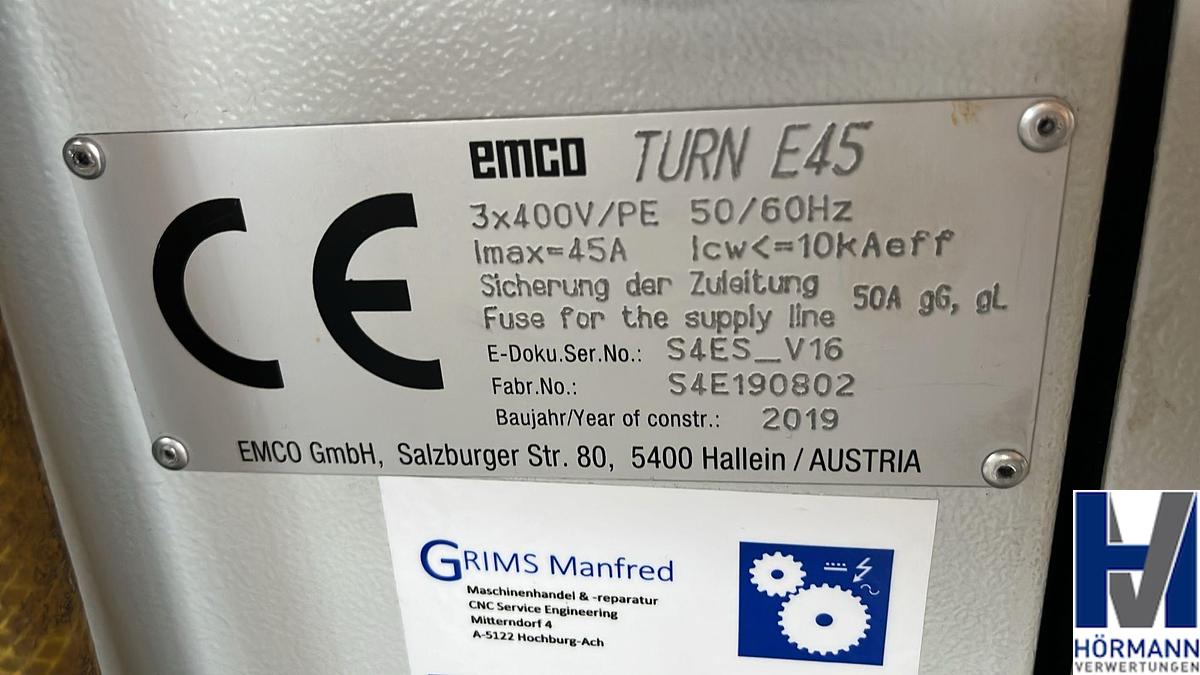 CE
emco TURN E45
3x400V/PE 50/60Hz
Imax=45A Icw<=10kAeff
Sicherung der Zuleitung
Fuse for the supply line
50A gG, gL
E-Doku.Ser.No.: S4ES_V16
Fabr.No.: S4E190802
Baujahr/Year of constr.: 2019
EMCO GmbH, Salzburger Str. 80, 5400 Hallein / AUSTRIA
GRIMS Manfred
Maschinenhandel & -reparatur
CNC Service Engineering
Mitterndorf 4
A-5122 Hochburg-Ach
HÖRMANN
VERWERTUNGEN